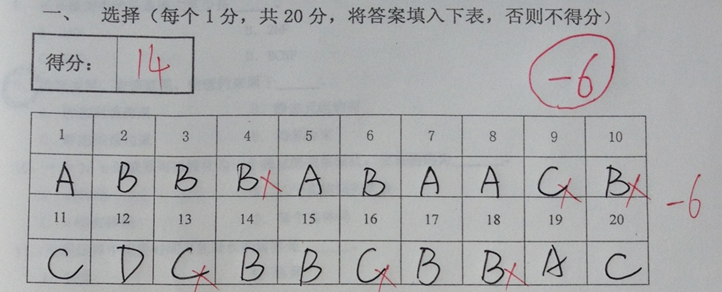 一、 选择（每个 1 分，共 20 分，将答案填入下表，否则不得分）
得分： 14
-6
1 2 3 4 5 6 7 8 9 10
A B B B× A B A A C× B×
-6
11 12 13 14 15 16 17 18 19 20
C D C× B B C× B B× A C